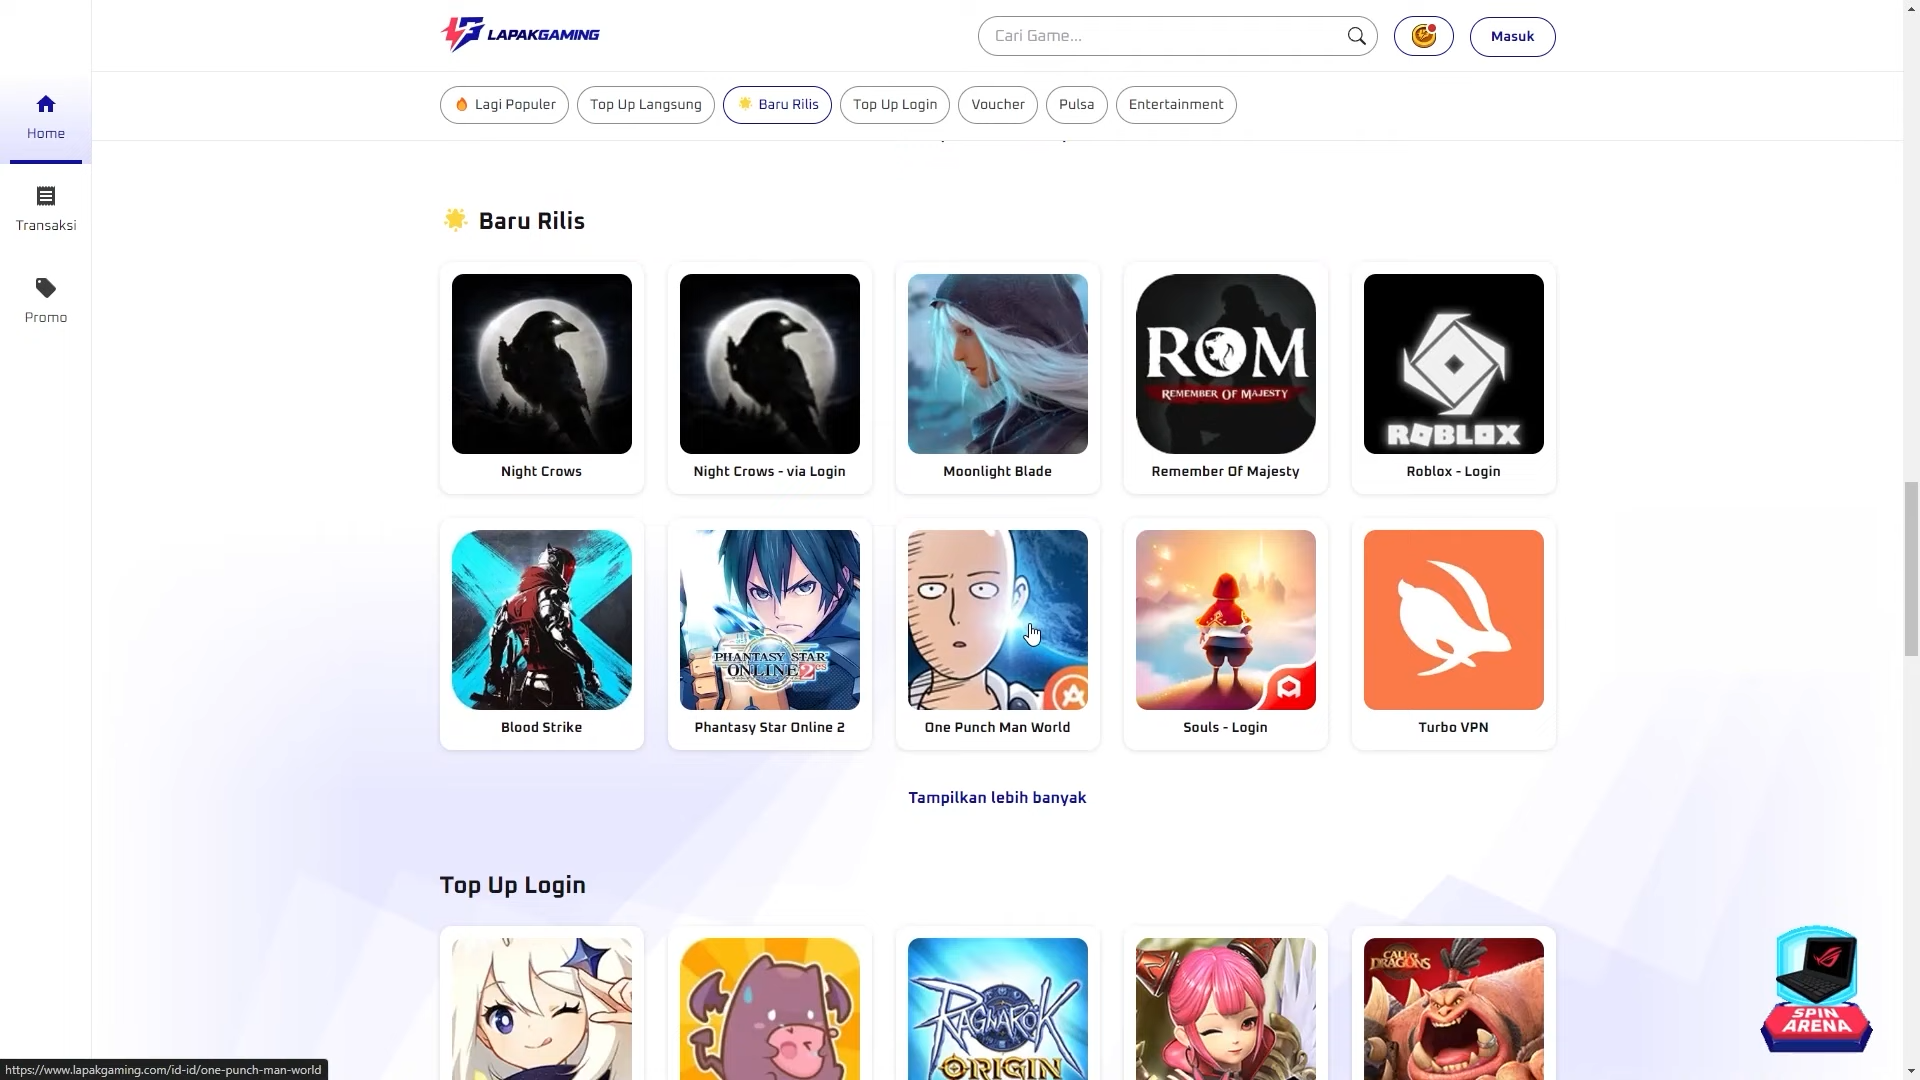 LAPAKGAMING
Cari Game...
Masuk
Lagi Populer
Top Up Langsung
Baru Rilis
Top Up Login
Voucher
Pulsa
Entertainment
Home
Transaksi
Promo
Baru Rilis
ROM
REMEMBER OF MAJESTY
ROBLOX
Night Crows
Night Crows - via Login
Moonlight Blade
Remember Of Majesty
Roblox - Login
PHANTASY STAR
ONLINE 2
Blood Strike
Phantasy Star Online 2
One Punch Man World
Souls - Login
Turbo VPN
Tampilkan lebih banyak
Top Up Login
RAGNAROK
ORIGIN
CALL OF
DRAGONS
SPIN
ARENA
https://www.lapakgaming.com/id-id/one-punch-man-world